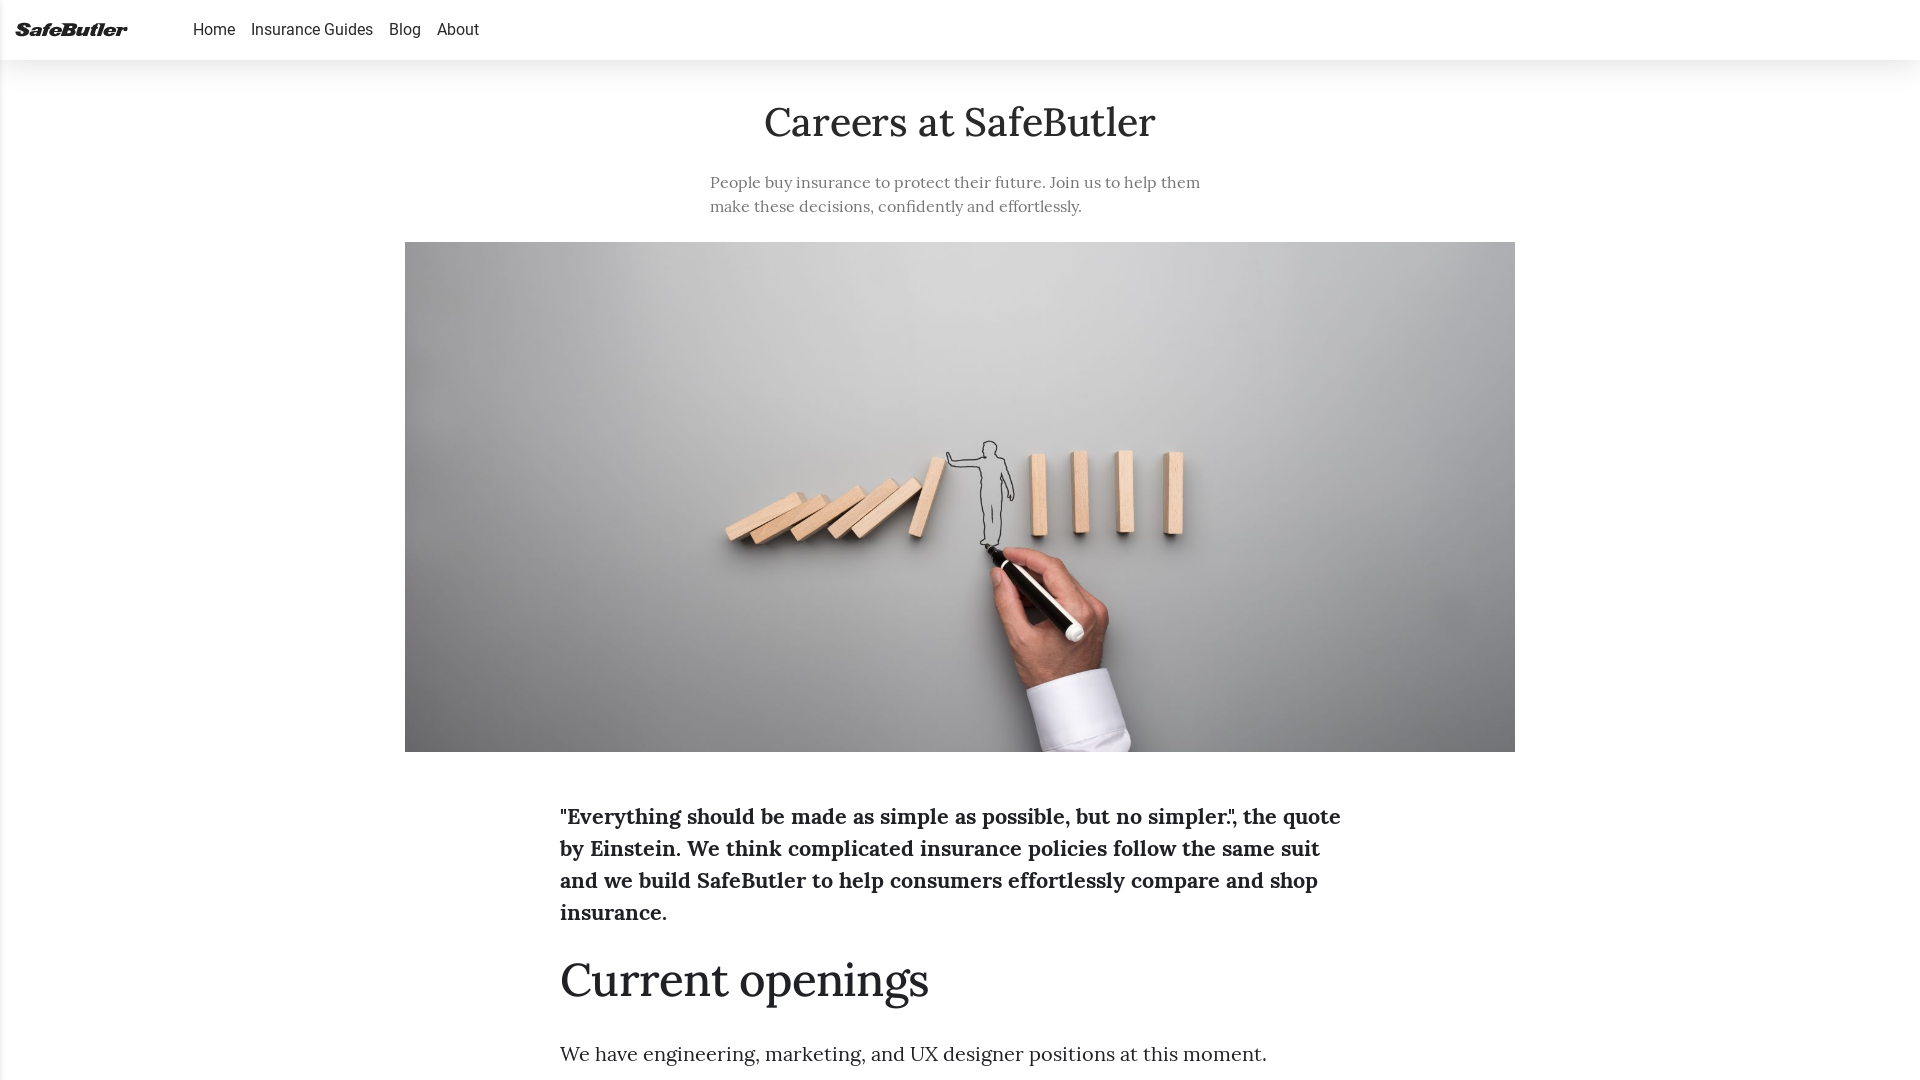 SafeButler
Home Insurance Guides Blog About
Careers at SafeButler
People buy insurance to protect their future. Join us to help them
make these decisions, confidently and effortlessly.
"Everything should be made as simple as possible, but no simpler.", the quote
by Einstein. We think complicated insurance policies follow the same suit
and we build SafeButler to help consumers effortlessly compare and shop
insurance.
Current openings
We have engineering, marketing, and UX designer positions at this moment.